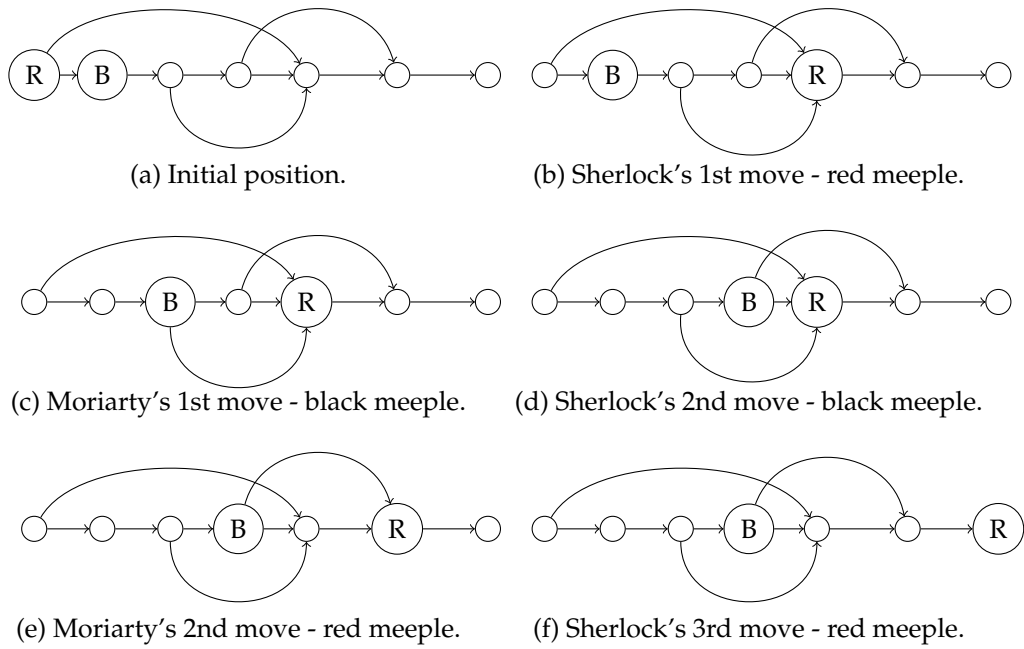 R B
B R
(a) Initial position.
(b) Sherlock's 1st move - red meeple.
B R
B R
(c) Moriarty's 1st move - black meeple.
(d) Sherlock's 2nd move - black meeple.
B R
B R
(e) Moriarty's 2nd move - red meeple.
(f) Sherlock's 3rd move - red meeple.